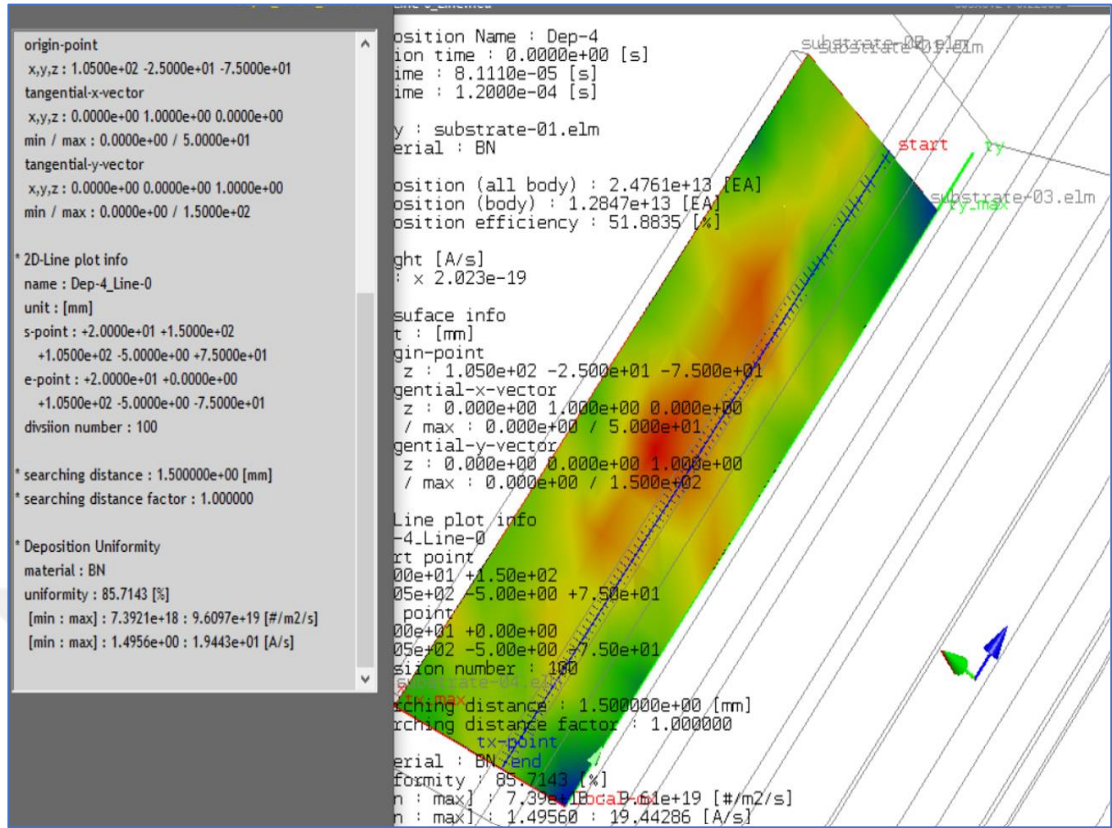 origin-point
x,y,z : 1.0500e+02 -2.5000e+01 -7.5000e+01
tangential-x-vector
x,y,z : 0.0000e+00 1.0000e+00 0.0000e+00
min / max : 0.0000e+00 / 5.0000e+01
tangential-y-vector
x,y,z : 0.0000e+00 0.0000e+00 1.0000e+00
min / max : 0.0000e+00 / 1.5000e+02
* 2D-Line plot info
name : Dep-4_Line-0
unit : [mm]
s-point : +2.0000e+01 +1.5000e+02
+1.0500e+02 -5.0000e+00 +7.5000e+01
e-point : +2.0000e+01 +0.0000e+00
+1.0500e+02 -5.0000e+00 -7.5000e+01
divsiion number : 100
* searching distance : 1.500000e+00 [mm]
* searching distance factor : 1.000000
* Deposition Uniformity
material : BN
uniformity : 85.7143 [%]
[min : max] : 7.3921e+18 : 9.6097e+19 [#/m2/s]
[min : max] : 1.4956e+00 : 1.9443e+01 [A/s]
osition Name : Dep-4
ion time : 0.0000e+00 [s]
ime : 8.1110e-05 [s]
ime : 1.2000e-04 [s]
y : substrate-01.elm
erial : BN
osition (all body) : 2.4761e+13 [EA]
osition (body) : 1.2847e+13 [EA]
osition efficiency : 51.8835 [%]
ght [A/s]
: x 2.023e-19
suface info
t : [mm]
gin-point
z : 1.050e+02 -2.500e+01 -7.500e+01
gential-x-vector
z : 0.000e+00 1.000e+00 0.000e+00
/ max : 0.000e+00 / 5.000e+01
gential-y-vector
z : 0.000e+00 0.000e+00 1.000e+00
/ max : 0.000e+00 / 1.500e+02
Line plot info
-4_Line-0
rt point
00e+01 +1.50e+02
05e+02 -5.00e+00 +7.50e+01
point
00e+01 +0.00e+00
05e+02 -5.00e+00 -7.50e+01
siion number : 100
rching distance : 1.500000e+00 [mm]
rching distance factor : 1.000000
erial : BN
formity : 85.7143 [%]
n : max] : 7.39e+18 : 9.61e+19 [#/m2/s]
n : max] : 1.49560 : 19.44286 [A/s]
substrate-01.elm
start
ty
substrate-03.elm
ty_max
tx_max
tx-point
end